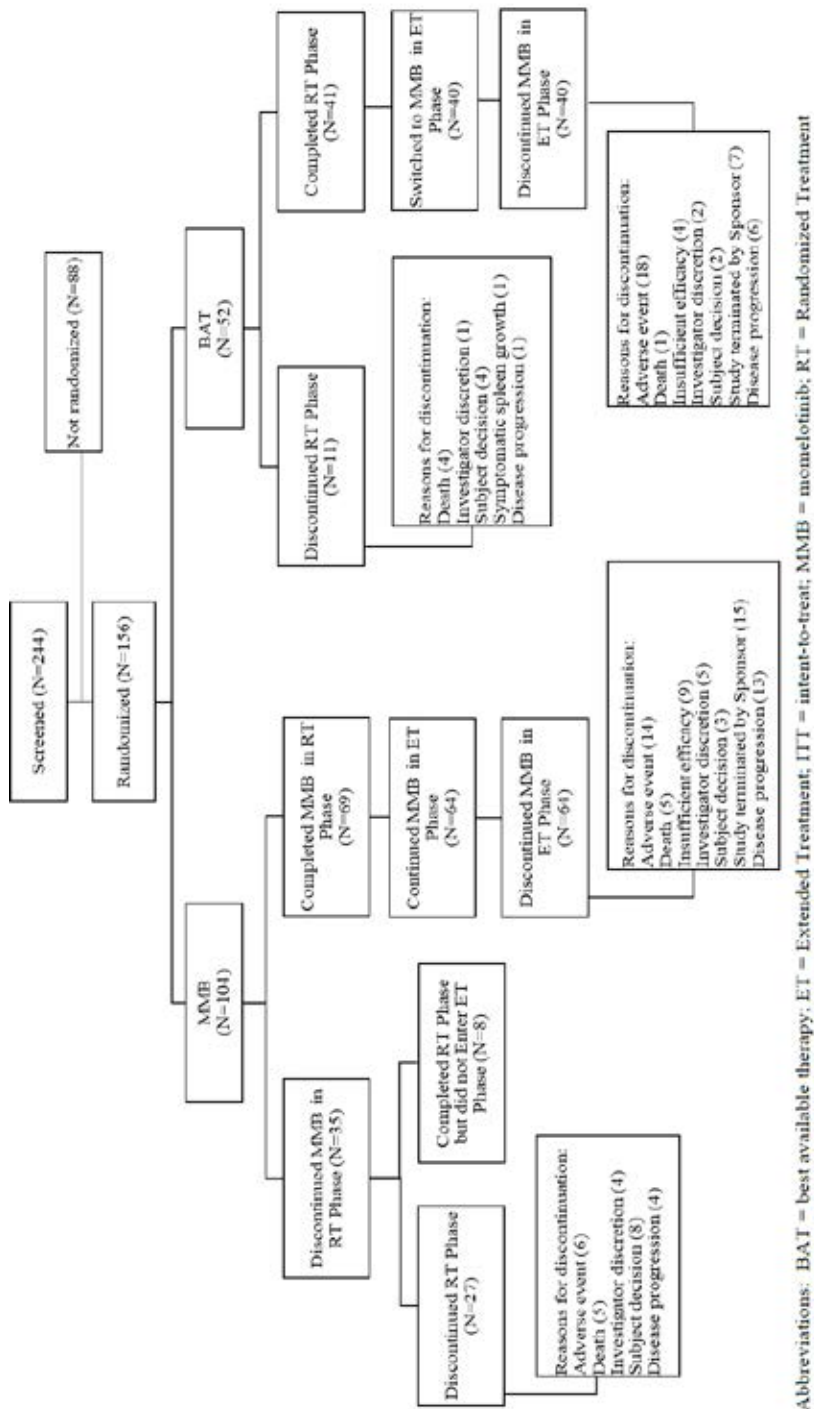 Screened (N=244)
Not randomized (N=88)
Randomized (N=156)
MMB
(N=104)
BAT
(N=52)
Discontinued MMB in
RT Phase (N=35)
Completed MMB in RT
Phase
(N=69)
Discontinued RT Phase
(N=11)
Completed RT Phase
(N=41)
Discontinued RT Phase
(N=27)
Completed RT Phase
but did not Enter ET
Phase (N=8)
Continued MMB in ET
Phase
(N=64)
Switched to MMB in ET
Phase
(N=40)
Discontinued MMB in
ET Phase
(N=64)
Discontinued MMB in
ET Phase
(N=40)
Reasons for discontinuation:
Adverse event (6)
Death (5)
Investigator discretion (4)
Subject decision (8)
Disease progression (4)
Reasons for discontinuation:
Adverse event (14)
Death (5)
Insufficient efficacy (9)
Investigator discretion (5)
Subject decision (3)
Study terminated by Sponsor (15)
Disease progression (13)
Reasons for discontinuation:
Death (4)
Investigator discretion (1)
Subject decision (4)
Symptomatic spleen growth (1)
Disease progression (1)
Reasons for discontinuation:
Adverse event (18)
Death (1)
Insufficient efficacy (4)
Investigator discretion (2)
Subject decision (2)
Study terminated by Sponsor (7)
Disease progression (6)
Abbreviations: BAT = best available therapy; ET = Extended Treatment; ITT = intent-to-treat; MMB = momelotinib; RT = Randomized Treatment